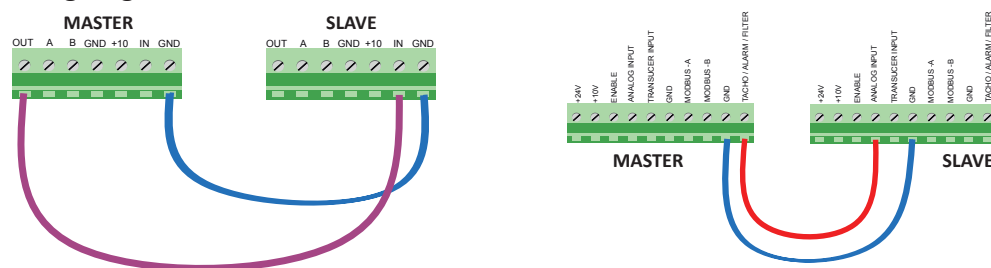 MASTER
OUT A B GND +10 IN GND
SLAVE
OUT A B GND +10 IN GND
+24V
+10V
ENABLE
ANALOG INPUT
TRANSUCER INPUT
GND
MODBUS -A
MODBUS -B
GND
TACHO / ALARM / FILTER
MASTER
+24V
+10V
ENABLE
ANALOG INPUT
TRANSUCER INPUT
GND
MODBUS -A
MODBUS -B
GND
TACHO / ALARM / FILTER
SLAVE